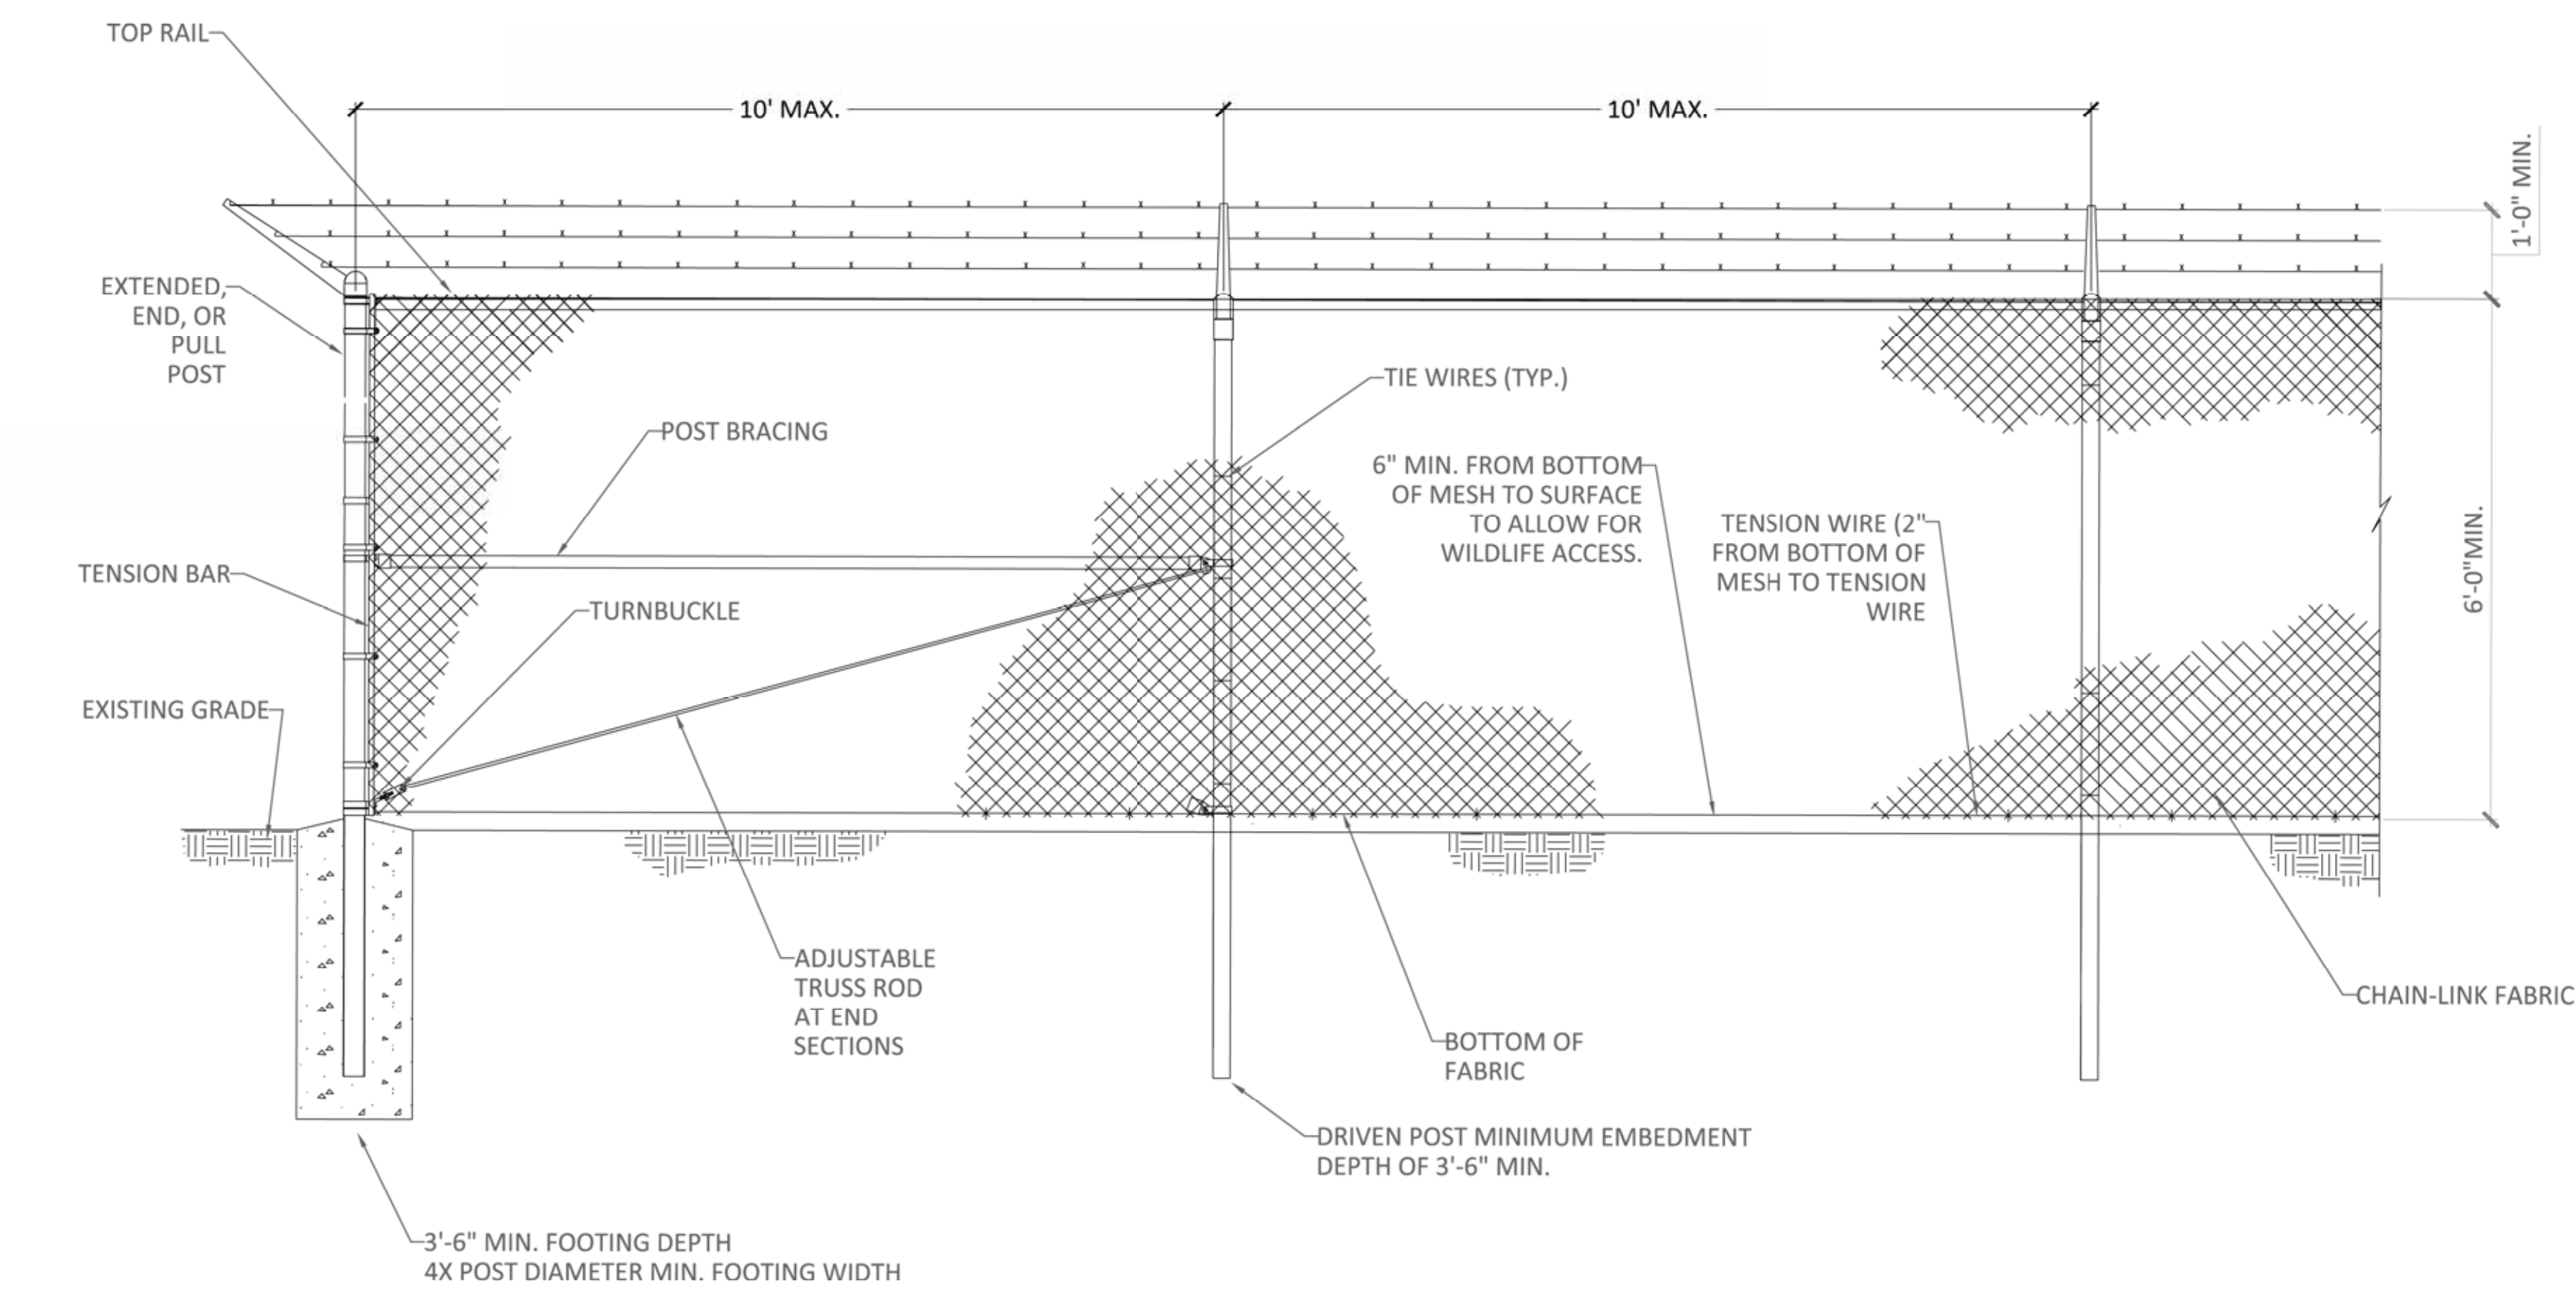 TOP RAIL
10' MAX.
10' MAX.
1'-0" MIN.
EXTENDED,
END, OR
PULL
POST
TIE WIRES (TYP.)
POST BRACING
6" MIN. FROM BOTTOM
OF MESH TO SURFACE
TO ALLOW FOR
WILDLIFE ACCESS.
TENSION WIRE (2"
FROM BOTTOM OF
MESH TO TENSION
WIRE
6'-0"MIN.
TENSION BAR
TURNBUCKLE
EXISTING GRADE
ADJUSTABLE
TRUSS ROD
AT END
SECTIONS
CHAIN-LINK FABRIC
BOTTOM OF
FABRIC
DRIVEN POST MINIMUM EMBEDMENT
DEPTH OF 3'-6" MIN.
3'-6" MIN. FOOTING DEPTH
4X POST DIAMETER MIN. FOOTING WIDTH